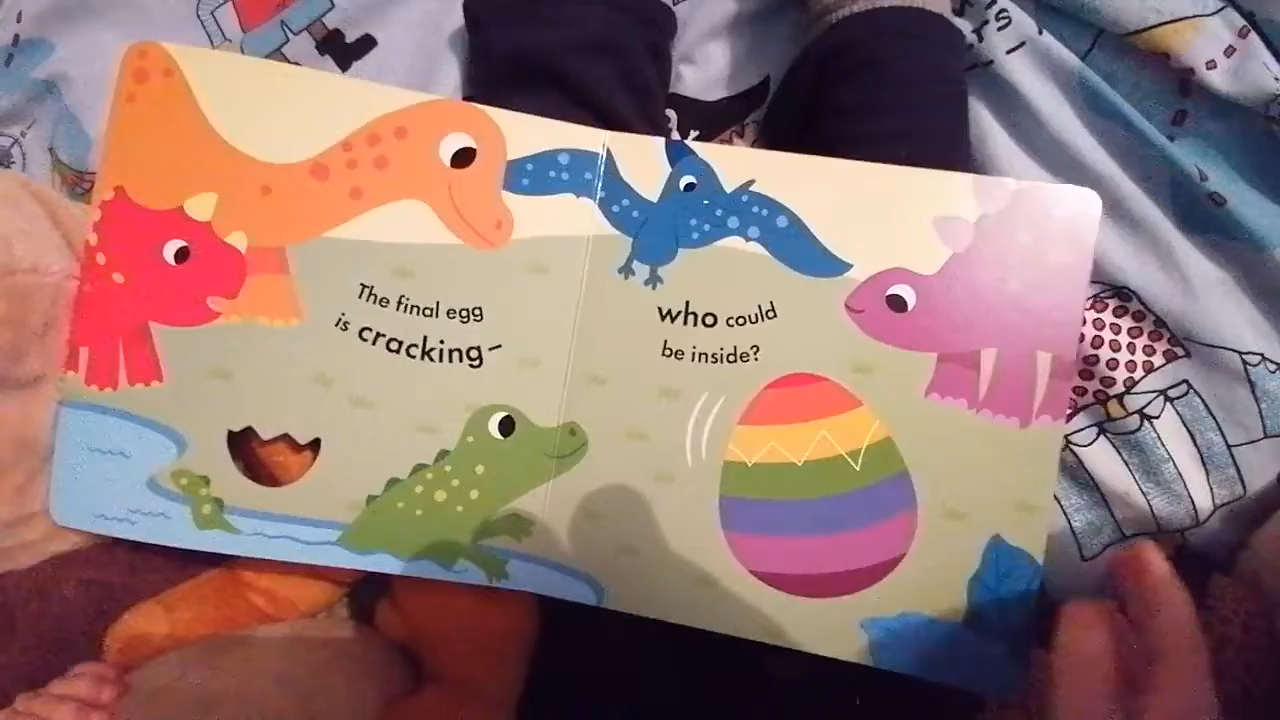 The final egg
is cracking–
who could
be inside?